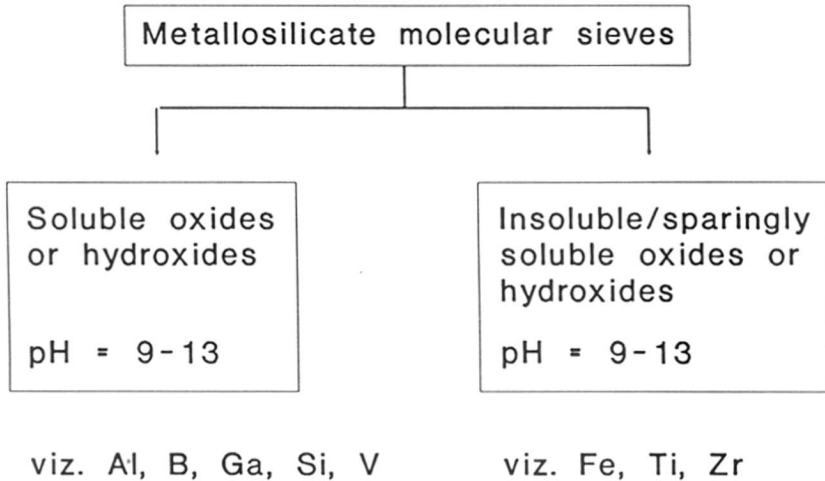 Metallosilicate molecular sieves
Soluble oxides
or hydroxides
pH = 9-13
Insoluble/sparingly
soluble oxides or
hydroxides
pH = 9-13
viz. Al, B, Ga, Si, V
viz. Fe, Ti, Zr